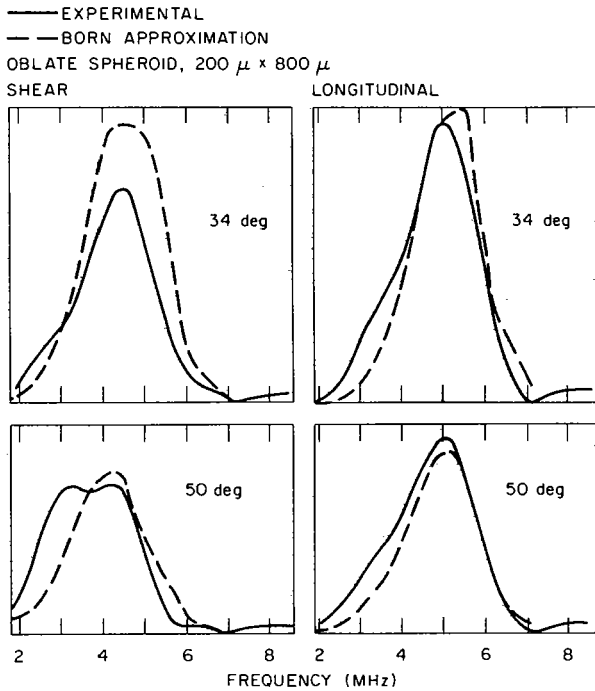 EXPERIMENTAL
BORN APPROXIMATION
OBLATE SPHEROID, 200 μ x 800 μ
SHEAR
LONGITUDINAL
34 deg
34 deg
50 deg
50 deg
2 4 6 8
2 4 6 8
FREQUENCY (MHz)